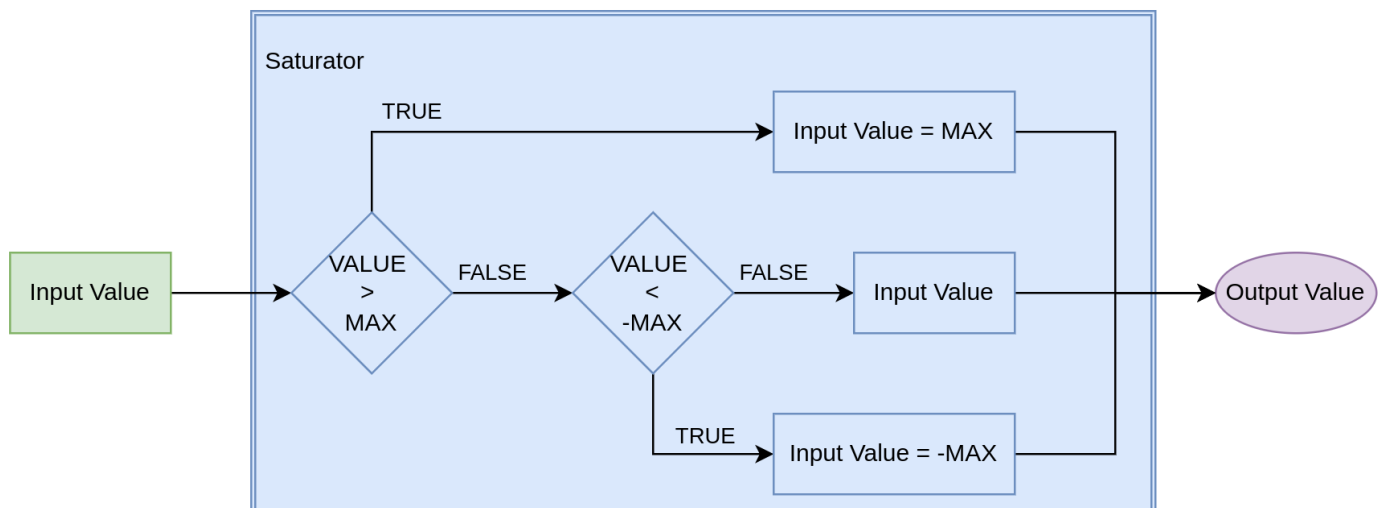 Saturator
TRUE
Input Value = MAX
Input Value
VALUE
>
MAX
FALSE
VALUE
<
-MAX
FALSE
Input Value
Output Value
TRUE
Input Value = -MAX